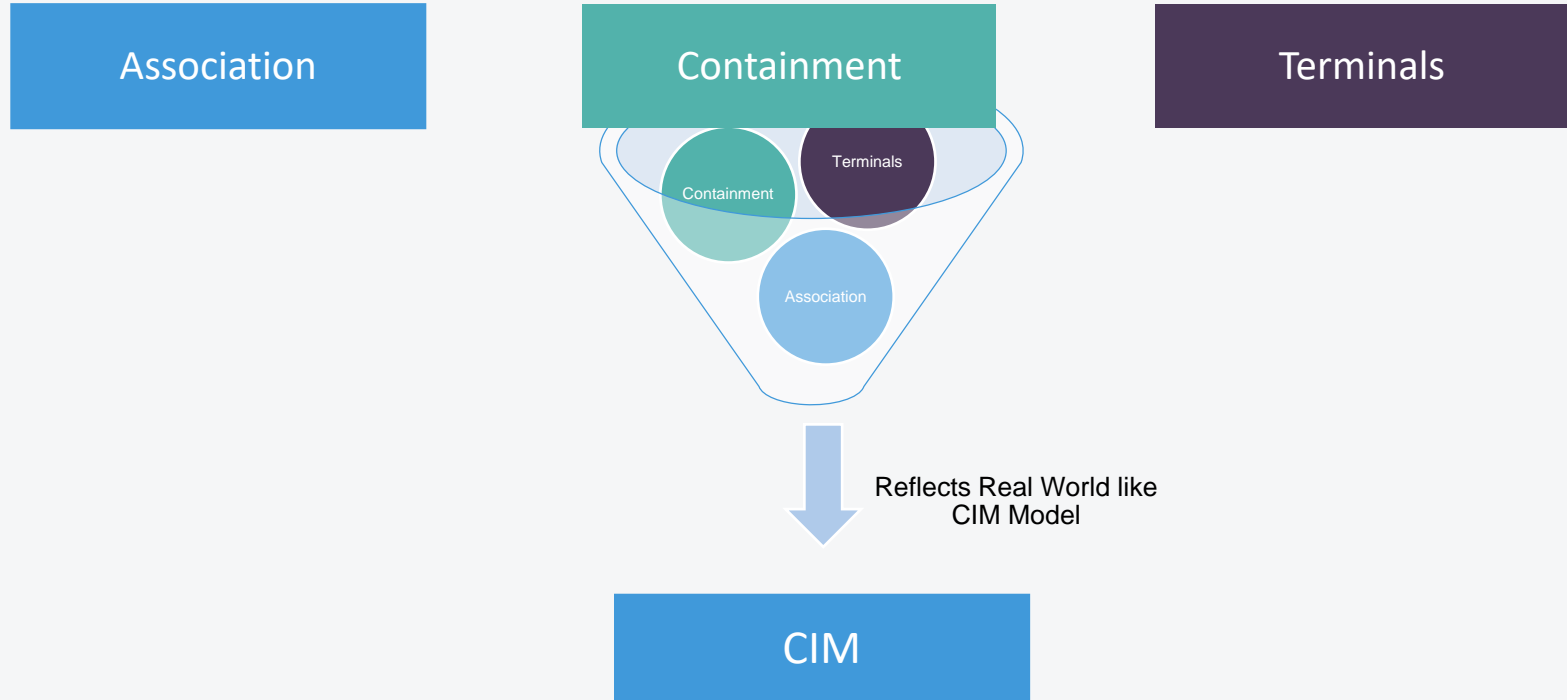 Association
Containment
Terminals
Terminals
Containment
Association
Reflects Real World like
CIM Model
CIM